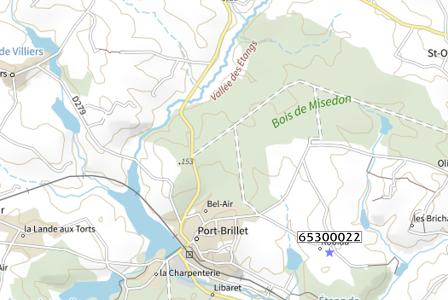 de Villiers
Vallée des Étangs
St-O
D279
Bois de Misedon
153
Oli
Bel-Air
les Brich
la Lande aux Torts
Port-Brillet
65300022
Air
la Charpenterie
Libaret